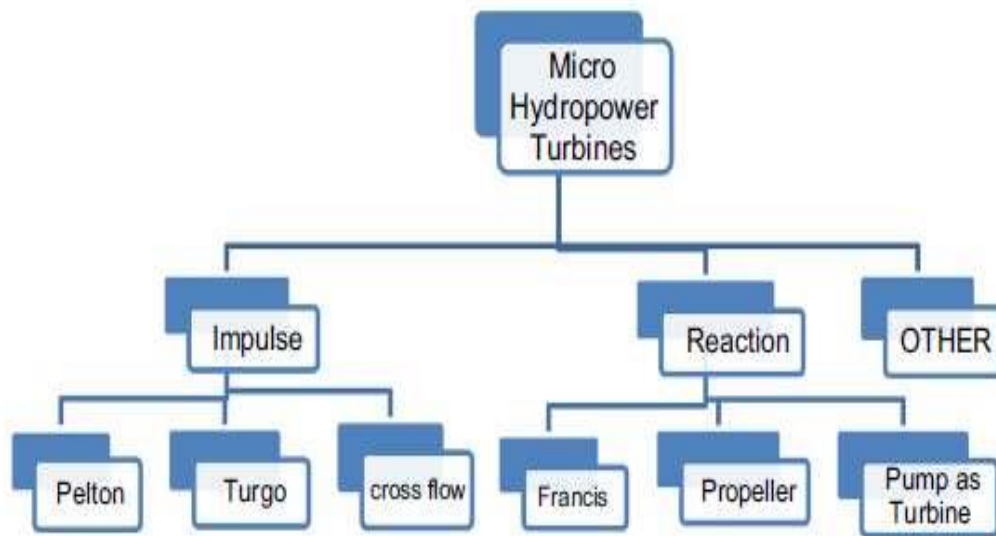 Micro
Hydropower
Turbines
Impulse
Reaction
OTHER
Pelton
Turgo
cross flow
Francis
Propeller
Pump as
Turbine